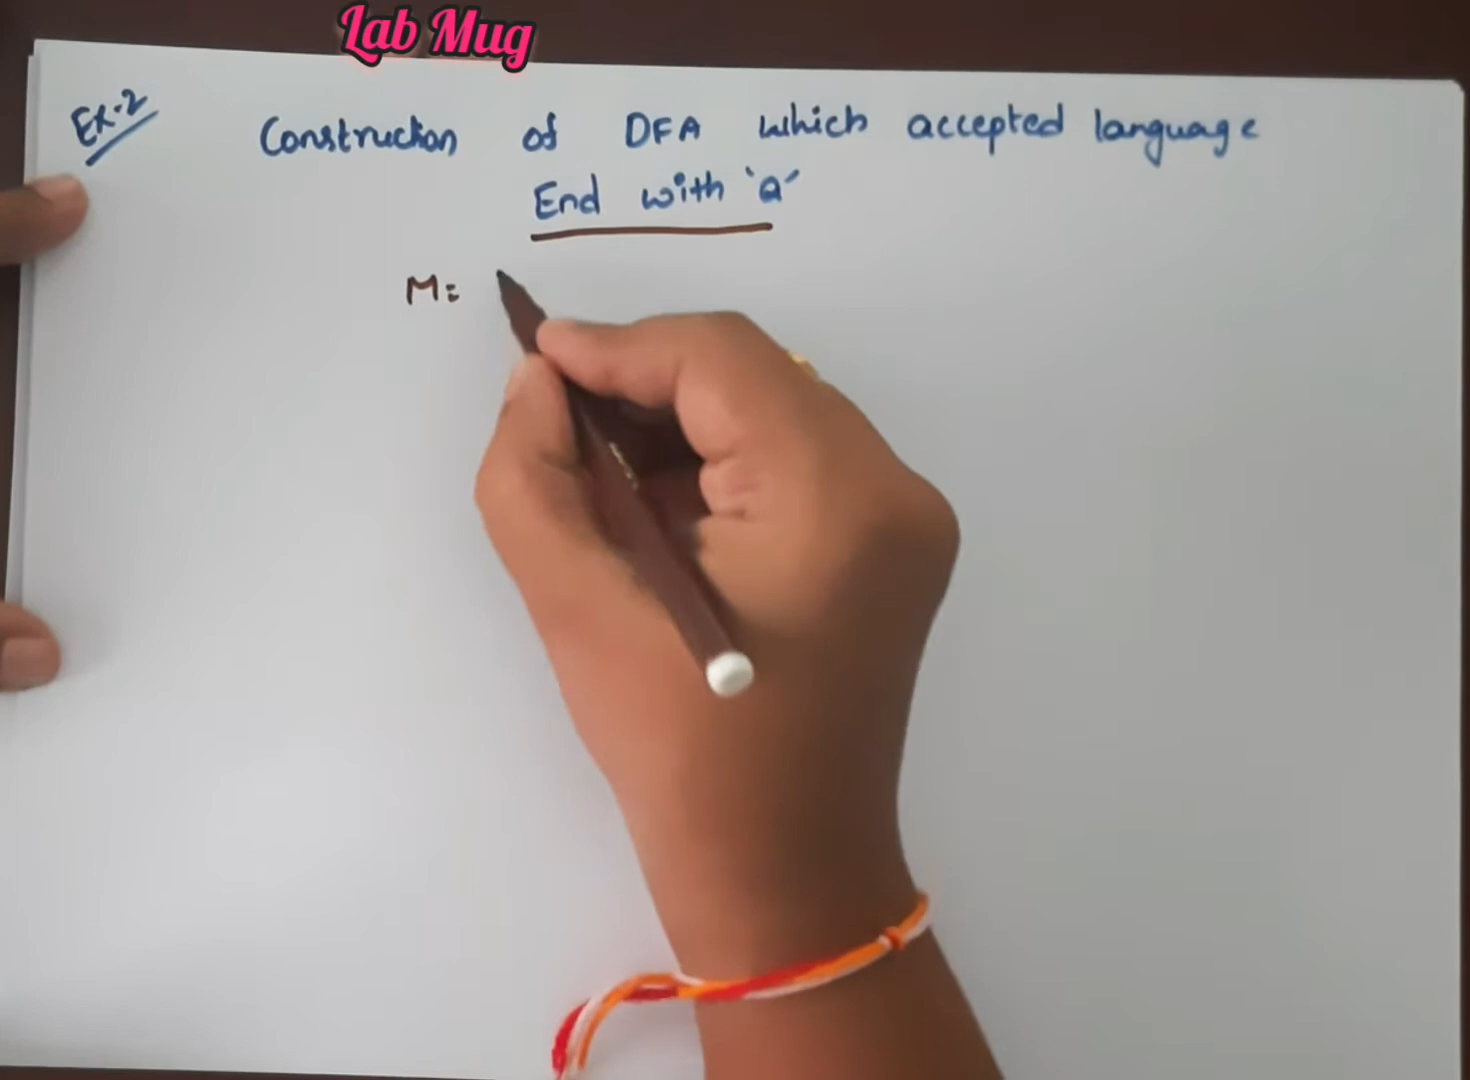 Lab Mug
Ex-2
Construction of DFA which accepted language
End with 'a'
M=